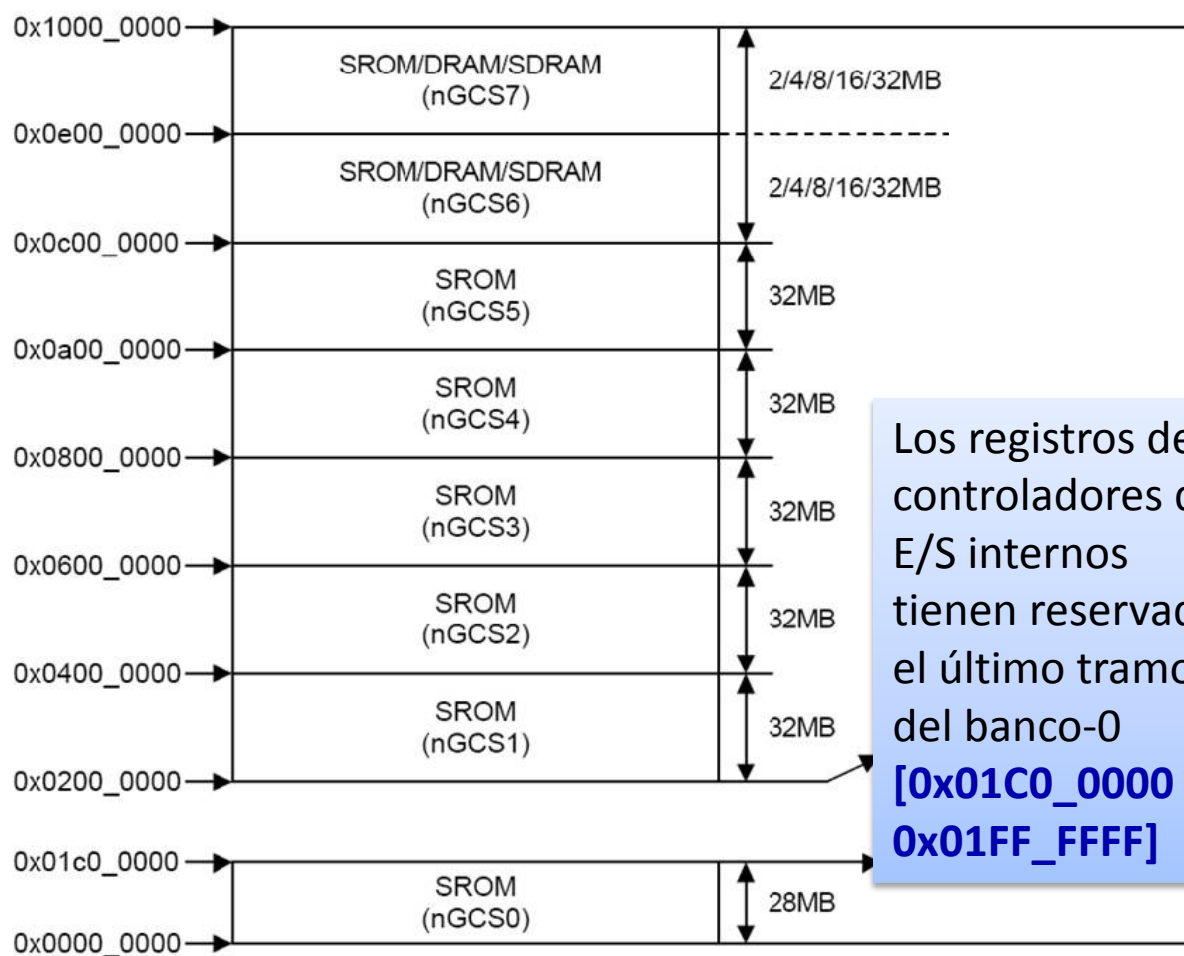 0x1000_0000
SROM/DRAM/SDRAM
(nGCS7)
2/4/8/16/32MB
0x0e00_0000
SROM/DRAM/SDRAM
(nGCS6)
2/4/8/16/32MB
0x0c00_0000
SROM
(nGCS5)
32MB
0x0a00_0000
SROM
(nGCS4)
32MB
0x0800_0000
SROM
(nGCS3)
32MB
0x0600_0000
SROM
(nGCS2)
32MB
0x0400_0000
SROM
(nGCS1)
32MB
0x0200_0000
0x01c0_0000
SROM
(nGCS0)
28MB
0x0000_0000
Los registros de
controladores
E/S internos
tienen
el último tramo
del banco-0
[0x01C0_0000
0x01FF_FFFF]